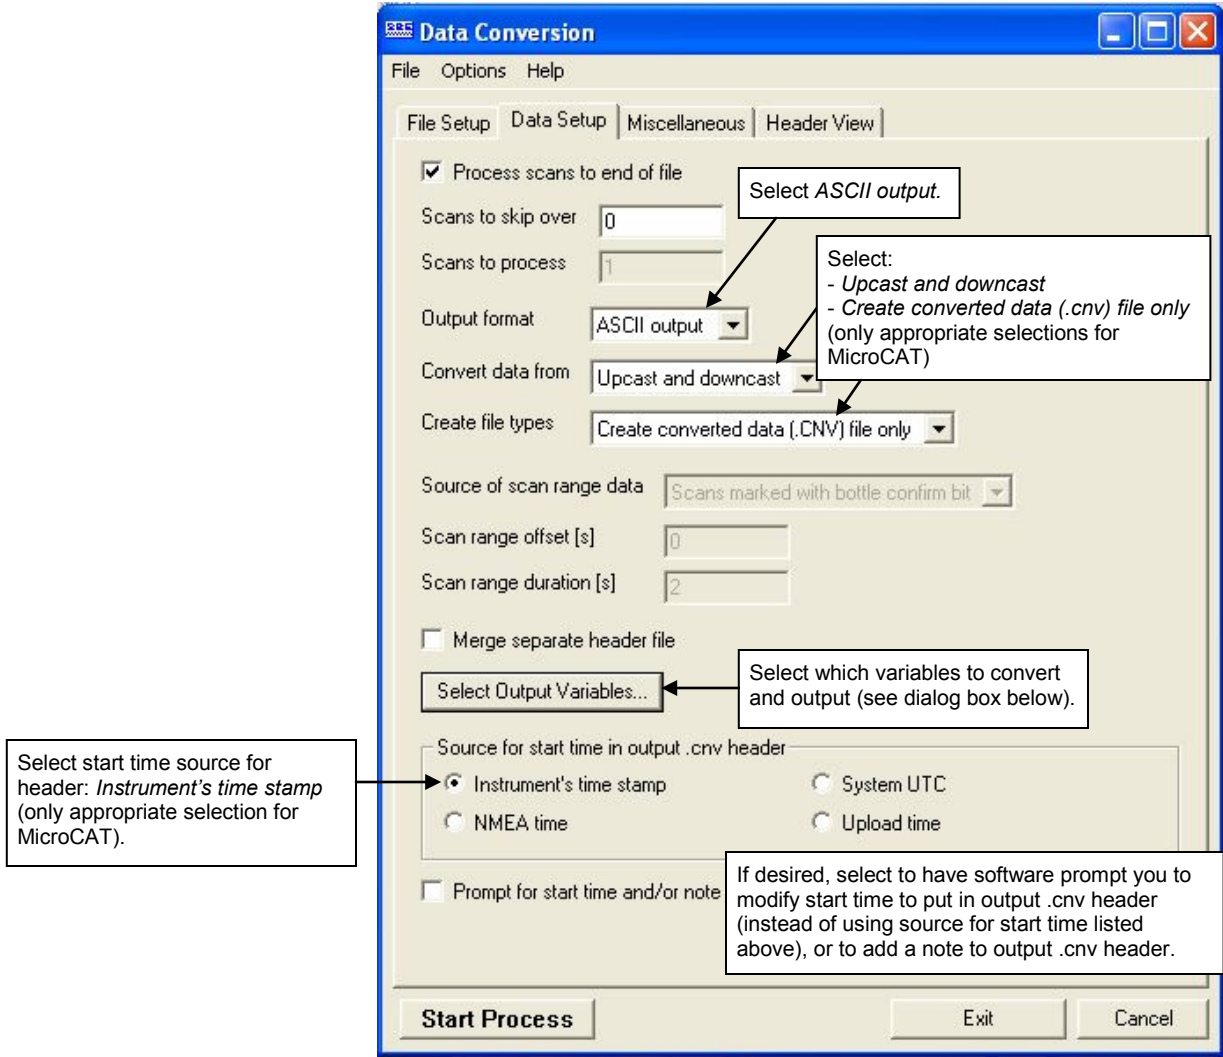 Data Conversion
File Options Help
File Setup Data Setup Miscellaneous Header View
Process scans to end of file
Select ASCII output.
Scans to skip over 0
Scans to process 1
Select:
- Upcast and downcast
- Create converted data (.cnv) file only
(only appropriate selections for
MicroCAT)
Output format ASCII output
Convert data from Upcast and downcast
Create file types Create converted data (.CNV) file only
Source of scan range data Scans marked with bottle confirm bit
Scan range offset [s] 0
Scan range duration [s] 2
Merge separate header file
Select Output Variables...
Select which variables to convert
and output (see dialog box below).
Source for start time in output .cnv header
Select start time source for
header: Instrument's time stamp
(only appropriate selection for
MicroCAT).
Instrument's time stamp System UTC
NMEA time Upload time
Prompt for start time and/or note
If desired, select to have software prompt you to
modify start time to put in output .cnv header
(instead of using source for start time listed
above), or to add a note to output .cnv header.
Start Process Exit Cancel